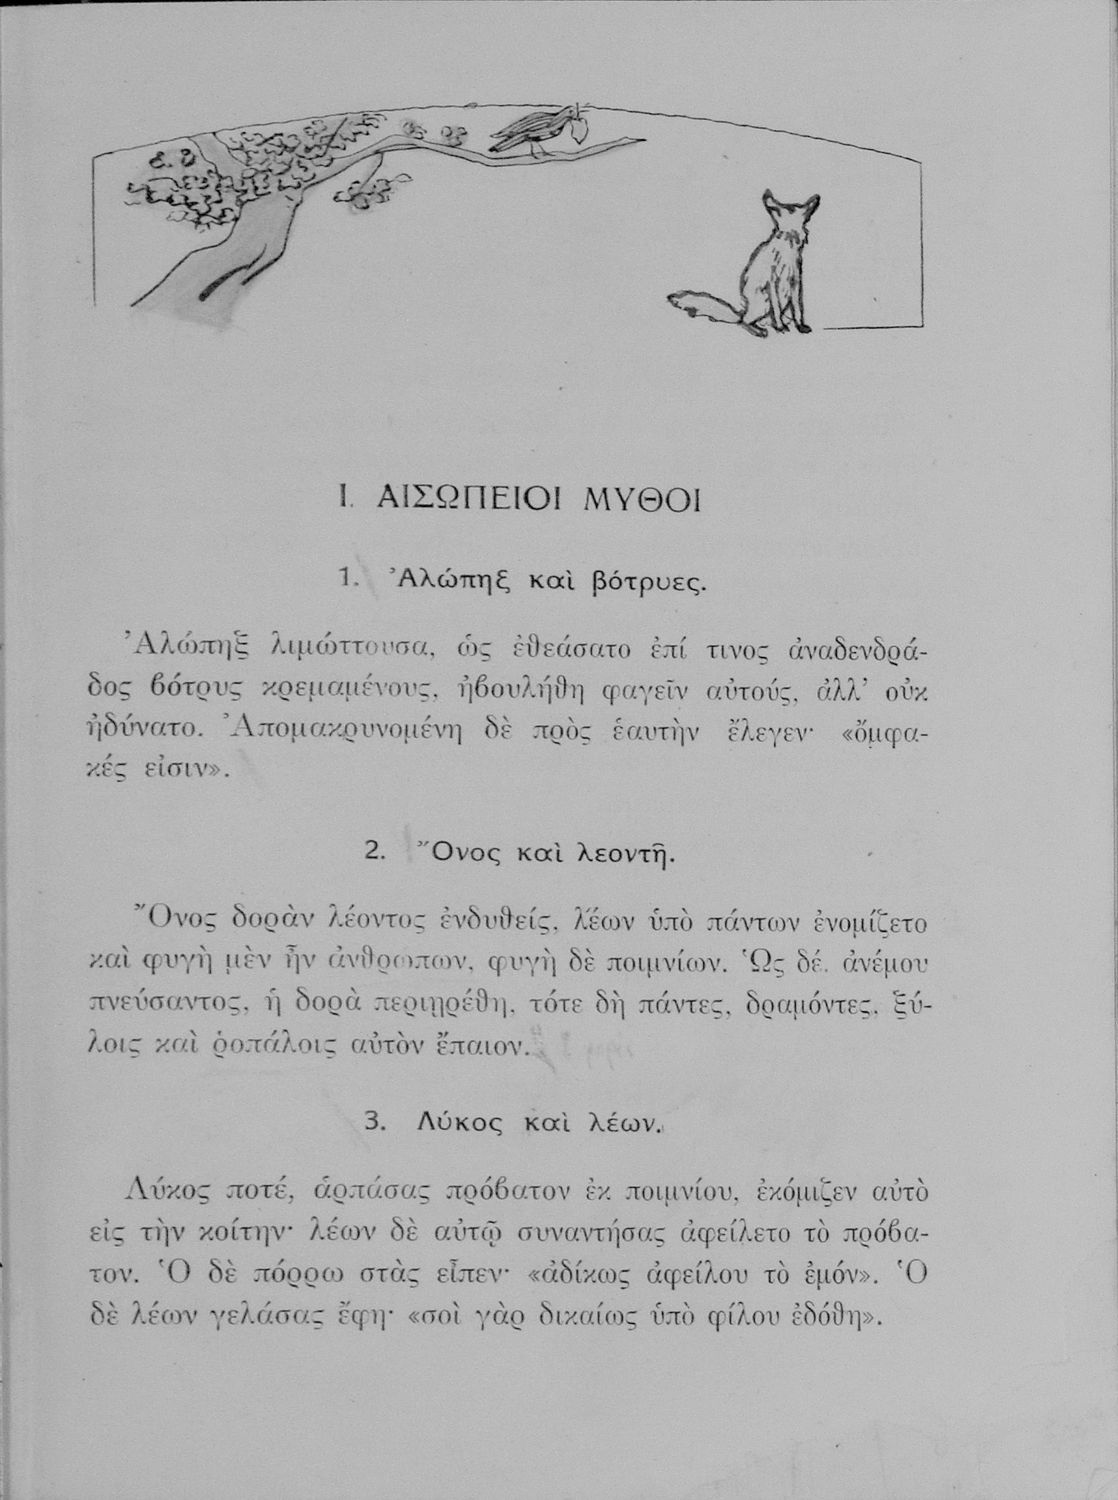 Ι. ΑΙΣΩΠΕΙΟΙ ΜΥΘΟΙ
1. Ἀλώπηξ καὶ βότρυες.
Ἀλώπηξ λιμώττουσα, ὡς ἐθεάσατο ἐπί τινος ἀναδενδρά-
δος βότρυς κρεμαμένους, ἠβουλήθη φαγεῖν αὐτούς, ἀλλ' οὐκ
ἠδύνατο. Ἀπομακρυνομένη δὲ πρὸς ἑαυτὴν ἔλεγεν· «ὄμφα-
κές εἰσιν».
2. Ὄνος καὶ λεοντῆ.
Ὄνος δορὰν λέοντος ἐνδυθείς, λέων ὑπὸ πάντων ἐνομίζετο
καὶ φυγὴ μὲν ἦν ἀνθρώπων, φυγὴ δὲ ποιμνίων. Ὡς δέ, ἀνέμου
πνεύσαντος, ἡ δορὰ περιῃρέθη, τότε δὴ πάντες, δραμόντες, ξύ-
λοις καὶ ῥοπάλοις αὐτὸν ἔπαιον.
3. Λύκος καὶ λέων.
Λύκος ποτέ, ἁρπάσας πρόβατον ἐκ ποιμνίου, ἐκόμιζεν αὐτὸ
εἰς τὴν κοίτην· λέων δὲ αὐτῷ συναντήσας ἀφείλετο τὸ πρόβα-
τον. Ὁ δὲ πόρρω στὰς εἶπεν· «ἀδίκως ἀφείλου τὸ ἐμόν». Ὁ
δὲ λέων γελάσας ἔφη· «σοὶ γὰρ δικαίως ὑπὸ φίλου ἐδόθη».